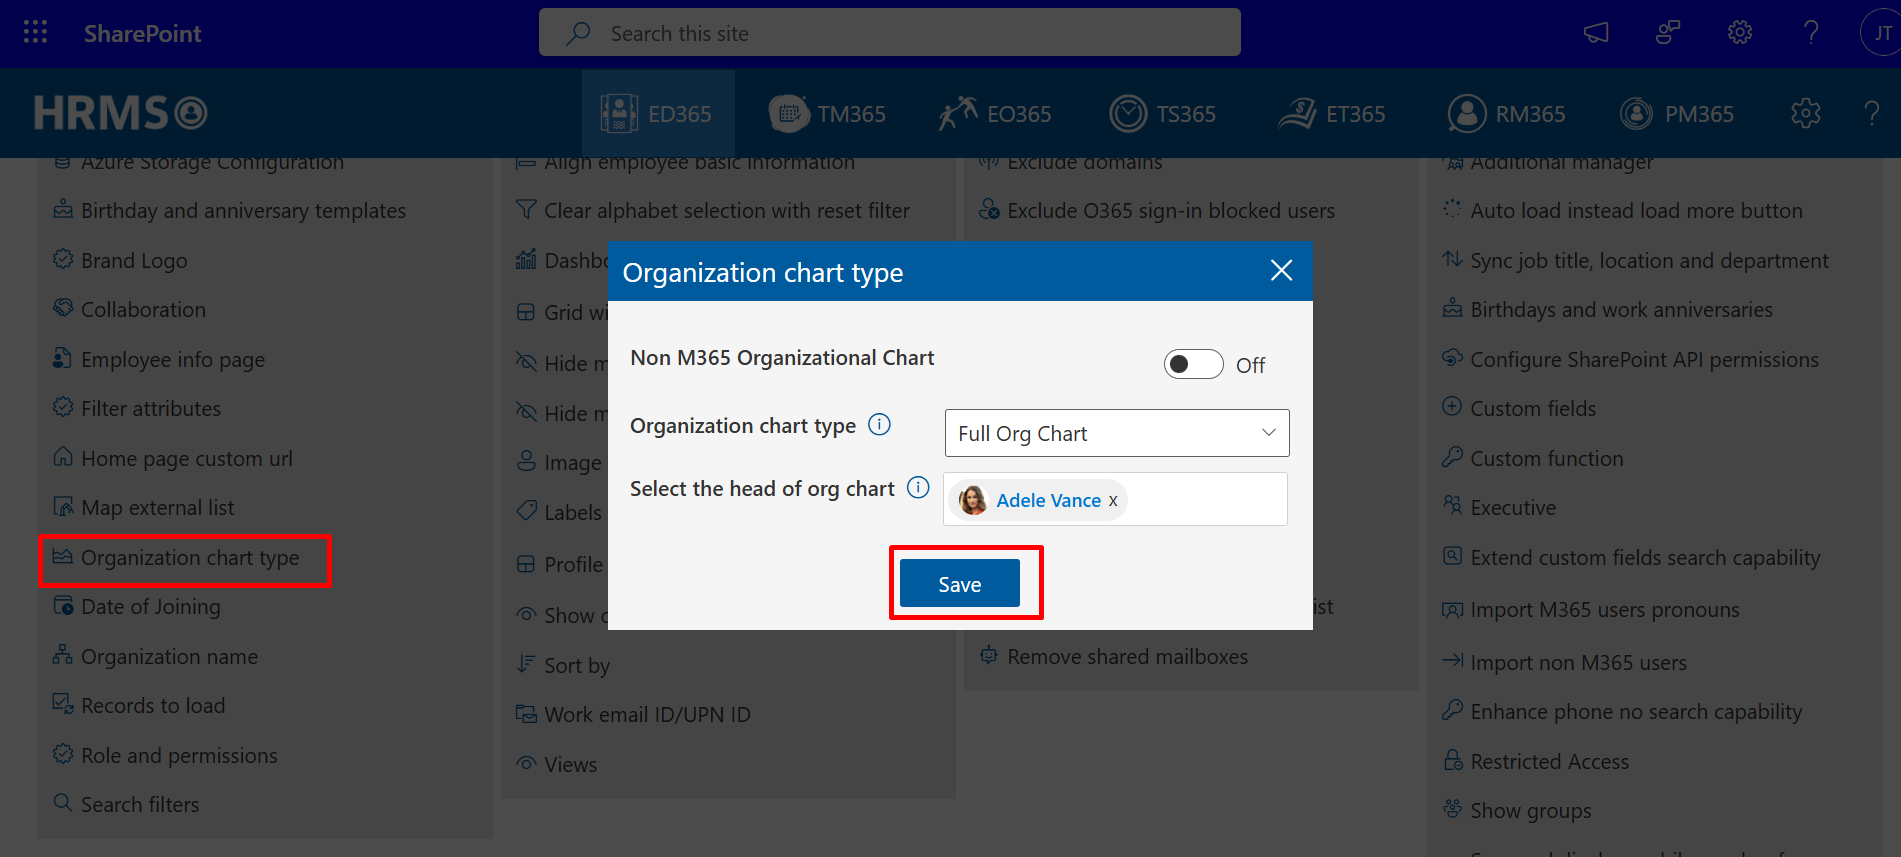 SharePoint
Search this site
JT
HRMS
ED365
TM365
EO365
TS365
ET365
RM365
PM365
Azure Storage Configuration
Birthday and anniversary templates
Brand Logo
Collaboration
Employee info page
Filter attributes
Home page custom url
Map external list
Organization chart type
Date of Joining
Organization name
Records to load
Role and permissions
Search filters
Align employee basic information
Clear alphabet selection with reset filter
Dashb
Grid wi
Hide m
Hide m
Image
Labels
Profile
Show
Sort by
Work email ID/UPN ID
Views
Exclude domains
Exclude O365 sign-in blocked users
ist
Remove shared mailboxes
Additional manager
Auto load instead load more button
Sync job title, location and department
Birthdays and work anniversaries
Configure SharePoint API permissions
Custom fields
Custom function
Executive
Extend custom fields search capability
Import M365 users pronouns
Import non M365 users
Enhance phone no search capability
Restricted Access
Show groups
Organization chart type
Non M365 Organizational Chart
Off
Organization chart type
Full Org Chart
Select the head of org chart
Adele Vance x
Save